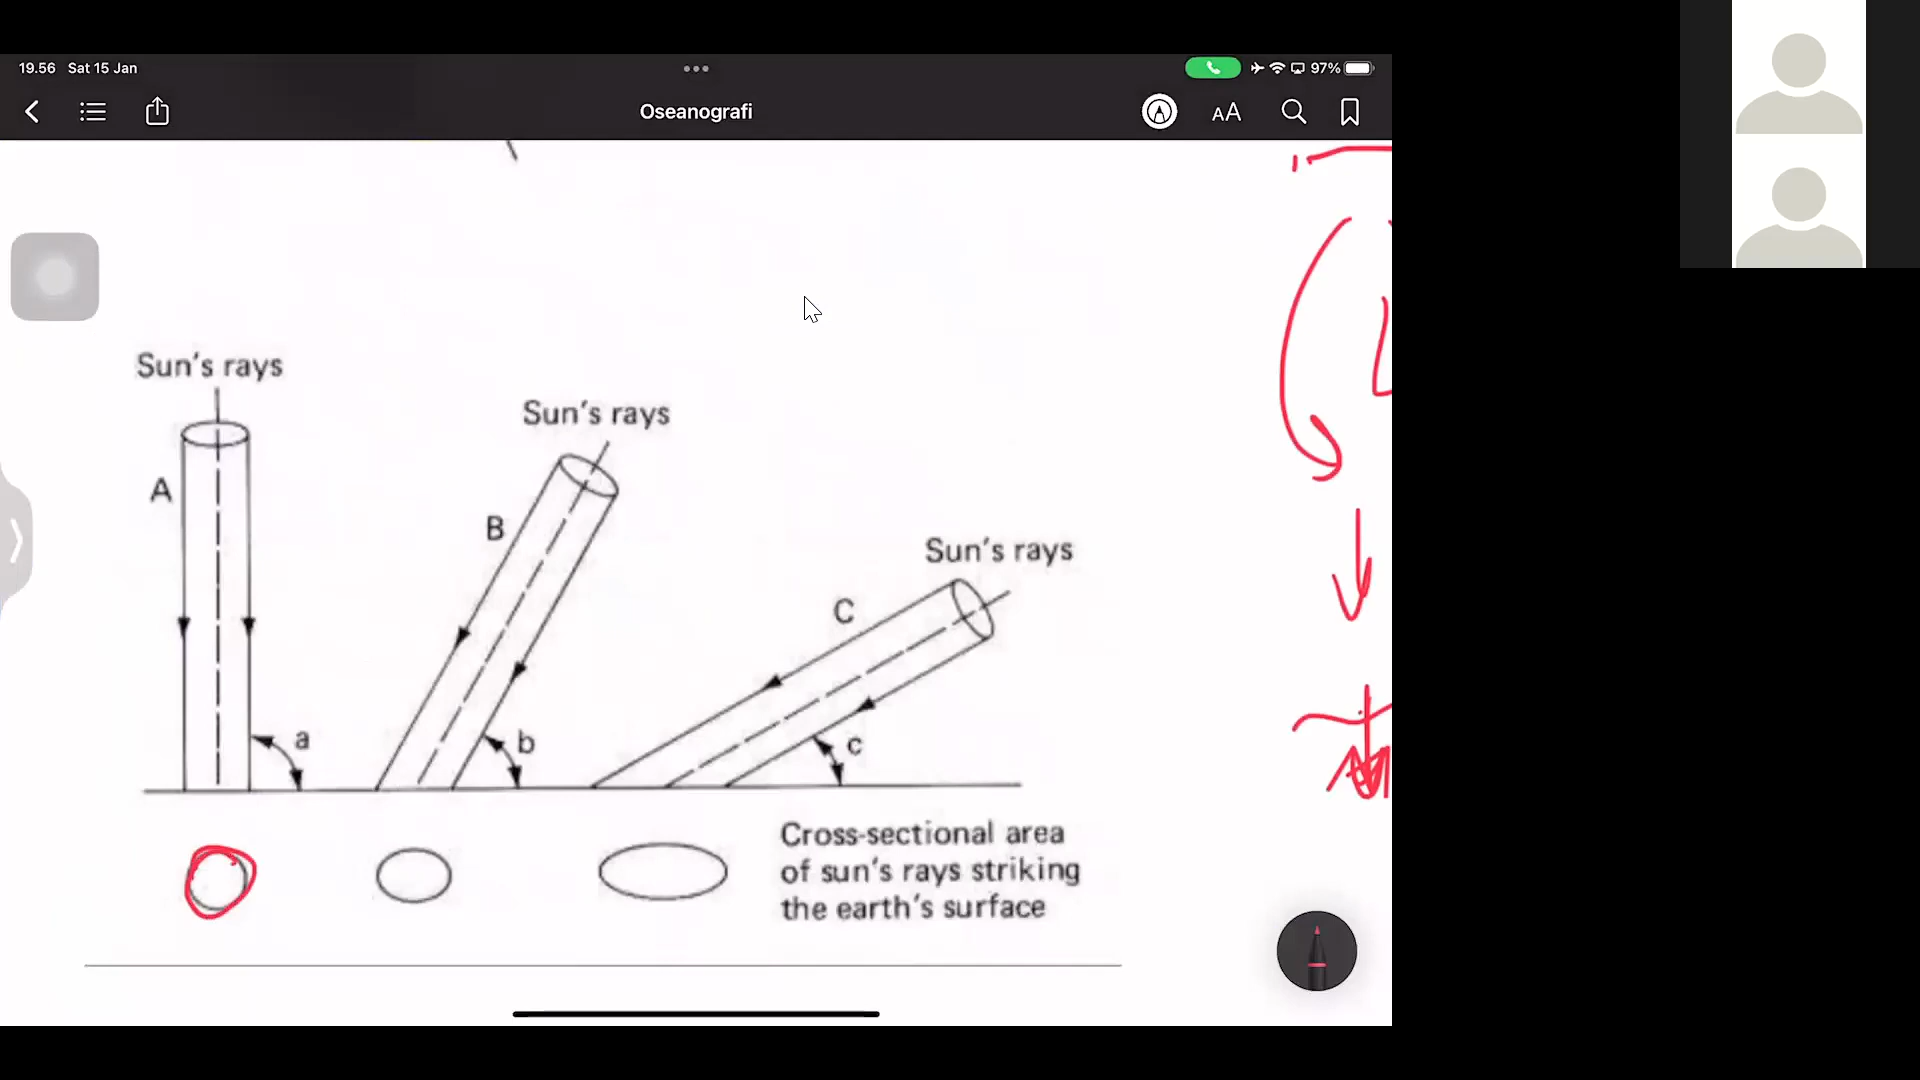 19.56 Sat 15 Jan
97%
Oseanografi
AA
Sun's rays
Sun's rays
A
B
Sun's rays
C
a
b
c
Cross-sectional area
of sun's rays striking
the earth's surface